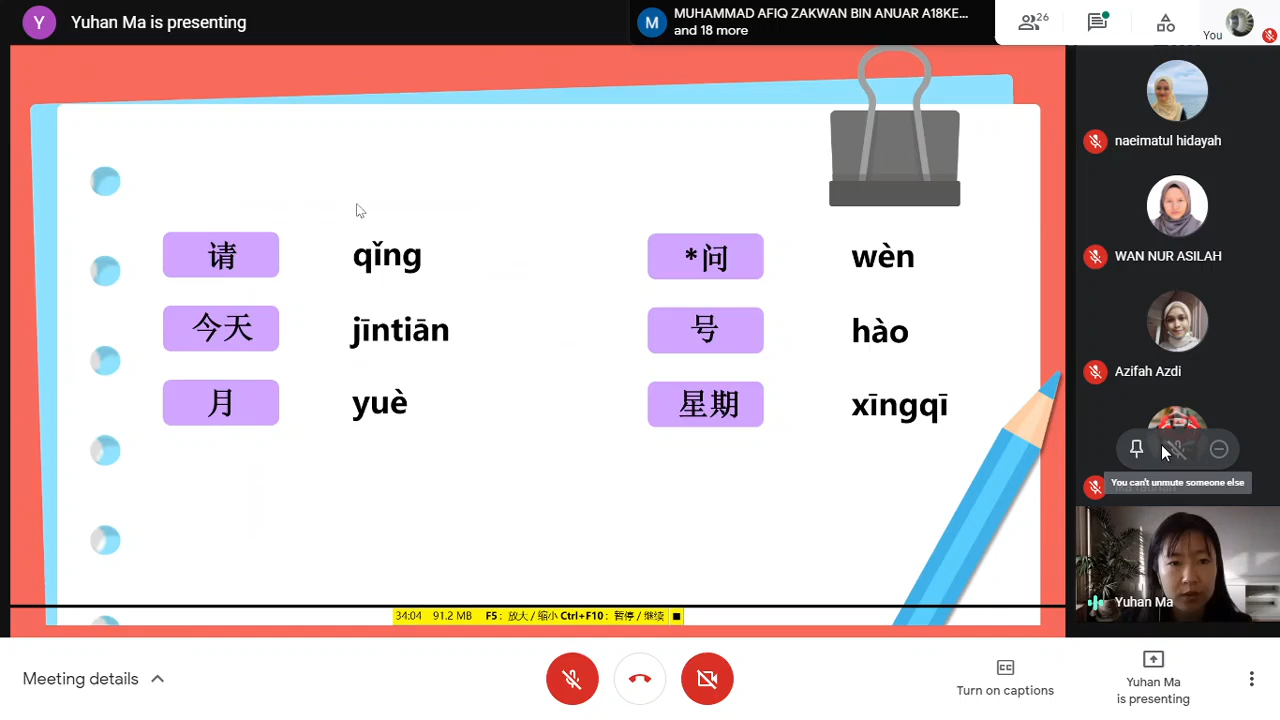 Y
Yuhan Ma is presenting
M
MUHAMMAD AFIQ ZAKWAN BIN ANUAR A18KE...
and 18 more
26
You
naeimatul hidayah
WAN NUR ASILAH
Azifah Azdi
You can't unmute someone else
Yuhan Ma
请 qǐng *问 wèn
今天 jīntiān 号 hào
月 yuè 星期 xīngqī
34:04 91.2 MB F5：放大/缩小 Ctrl+F10：暂停/继续
Meeting details
CC
Turn on captions
Yuhan Ma
is presenting